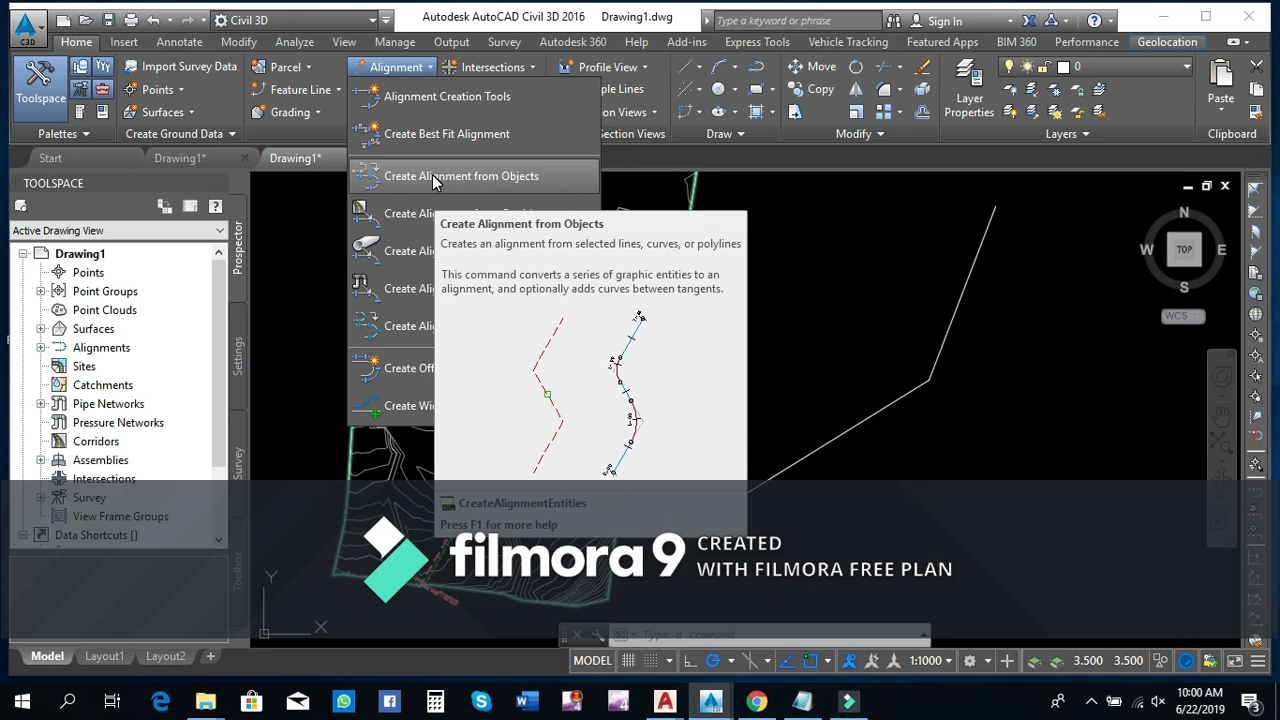 C3D
Civil 3D
Autodesk AutoCAD Civil 3D 2016 Drawing1.dwg
Type a keyword or phrase
Sign In
Home Insert Annotate Modify Analyze View Manage Output Survey Autodesk 360 Help Add-ins Express Tools Vehicle Tracking Featured Apps BIM 360 Performance Geolocation
Toolspace
Import Survey Data
Points
Surfaces
Parcel
Feature Line
Grading
Alignment
Intersections
Profile View
Move
Copy
0
Layer
Properties
Paste
Palettes
Create Ground Data
Section Views
Draw
Modify
Layers
Clipboard
Start
Drawing1*
Drawing1*
Alignment Creation Tools
Create Best Fit Alignment
Create Alignment from Objects
Create Alignment from Objects
Creates an alignment from selected lines, curves, or polylines
This command converts a series of graphic entities to an
alignment, and optionally adds curves between tangents.
CreateAlignmentEntities
Press F1 for more help
TOOLSPACE
Active Drawing View
Drawing1
Points
Point Groups
Point Clouds
Surfaces
Alignments
Sites
Catchments
Pipe Networks
Pressure Networks
Corridors
Assemblies
Intersections
Survey
View Frame Groups
Data Shortcuts []
Prospector
Settings
Survey
Toolbox
N
W TOP E
S
WCS
Y
X
filmora 9
CREATED
WITH FILMORA FREE PLAN
Type a command
Model Layout1 Layout2 +
MODEL
1:1000
3.500 3.500
10:00 AM
6/22/2019
3